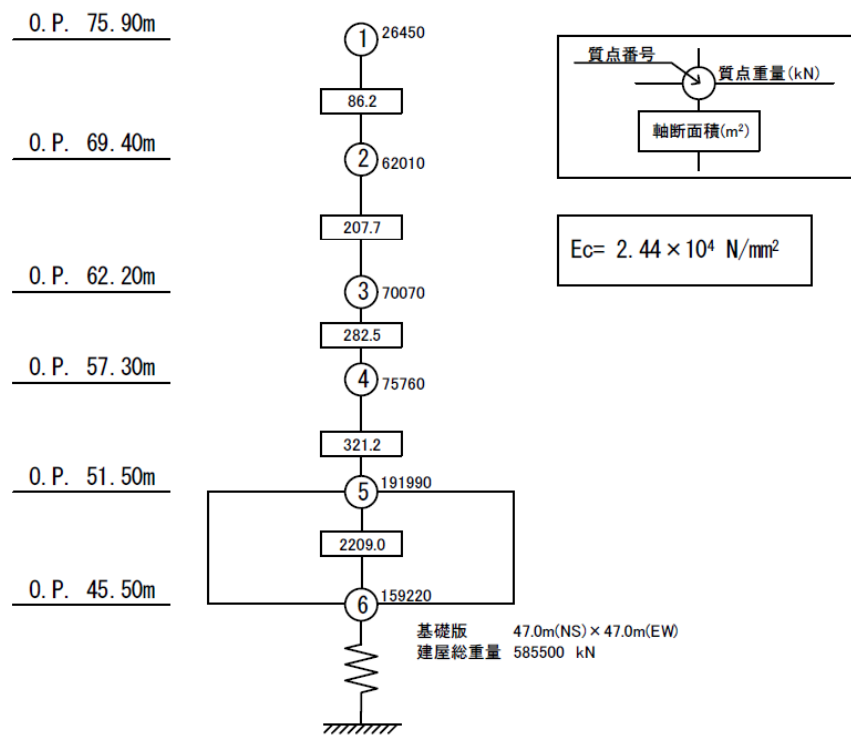 O.P. 75.90m
1
26450
86.2
O.P. 69.40m
2
62010
207.7
O.P. 62.20m
3
70070
282.5
O.P. 57.30m
4
75760
321.2
O.P. 51.50m
5
191990
2209.0
O.P. 45.50m
6
159220
基礎版 47.0m(NS)×47.0m(EW)
建屋総重量 585500 kN
質点番号
質点重量(kN)
軸断面積(m²)
Ec= 2.44×10⁴ N/mm²